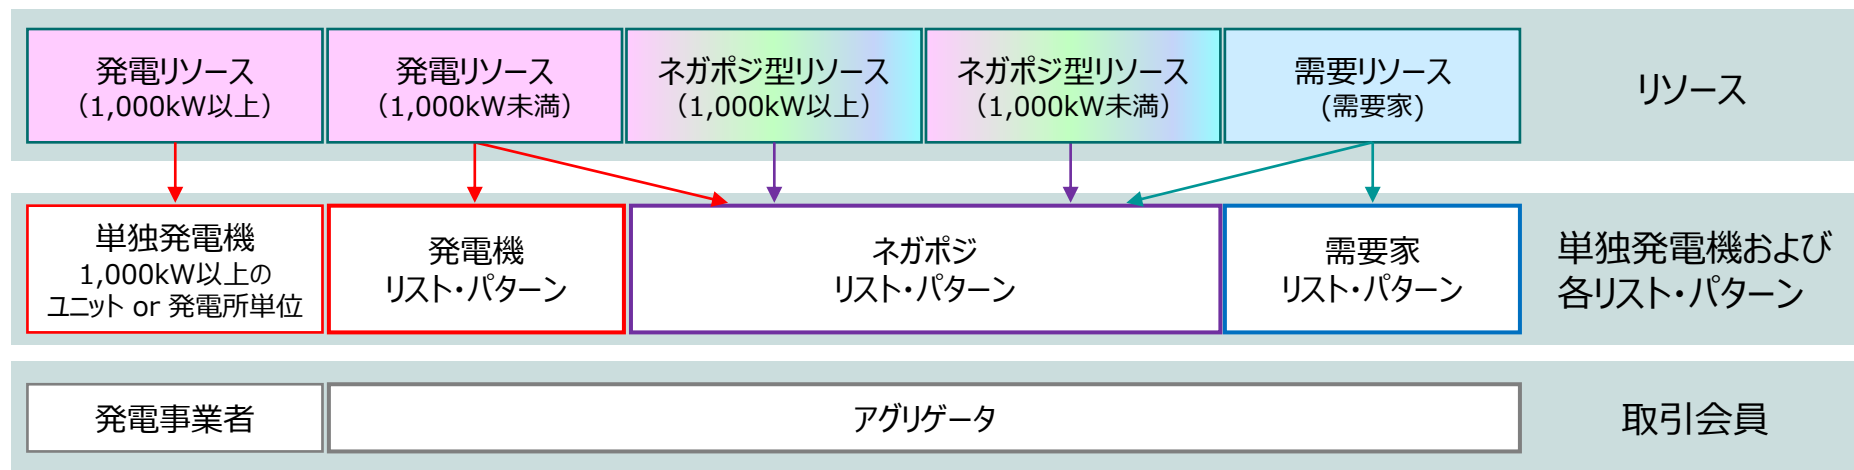 発電リソース
（1,000kW以上）
発電リソース
（1,000kW未満）
ネガポジ型リソース
（1,000kW以上）
ネガポジ型リソース
（1,000kW未満）
需要リソース
(需要家)
リソース
単独発電機
1,000kW以上の
ユニット or 発電所単位
発電機
リスト・パターン
ネガポジ
リスト・パターン
需要家
リスト・パターン
単独発電機および
各リスト・パターン
発電事業者
アグリゲータ
取引会員